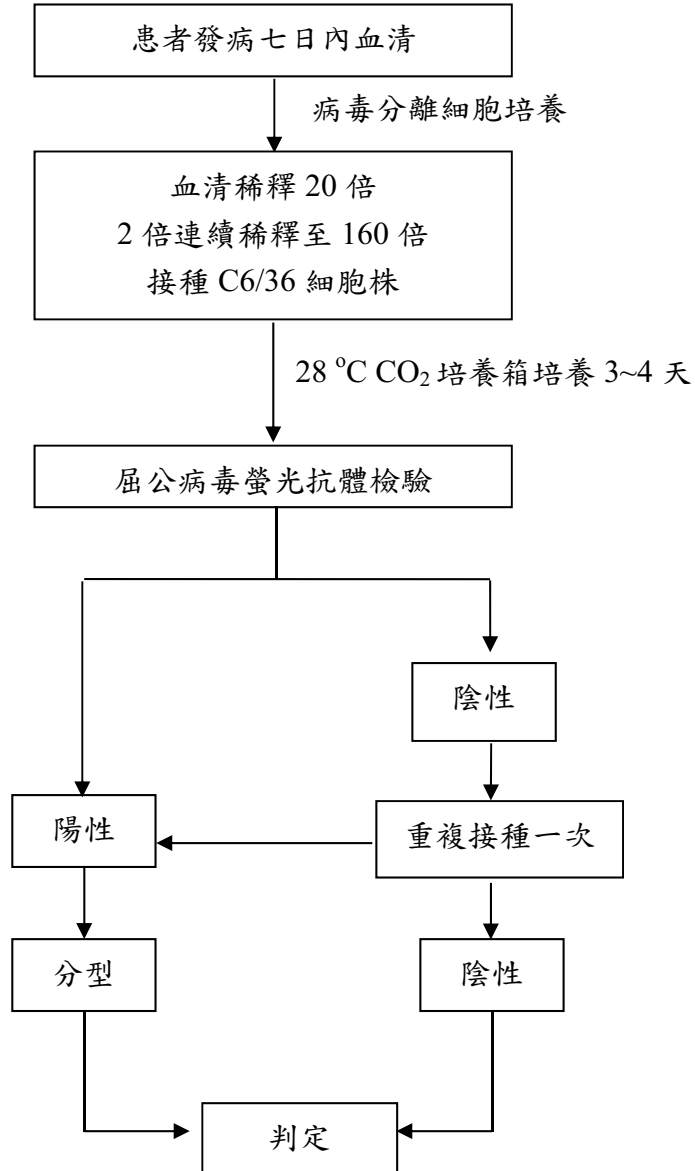 患者發病七日內血清
病毒分離細胞培養
血清稀釋 20 倍
2 倍連續稀釋至 160 倍
接種 C6/36 細胞株
28 °C CO₂ 培養箱培養 3~4 天
屈公病毒螢光抗體檢驗
陰性
陽性
重複接種一次
分型
陰性
判定